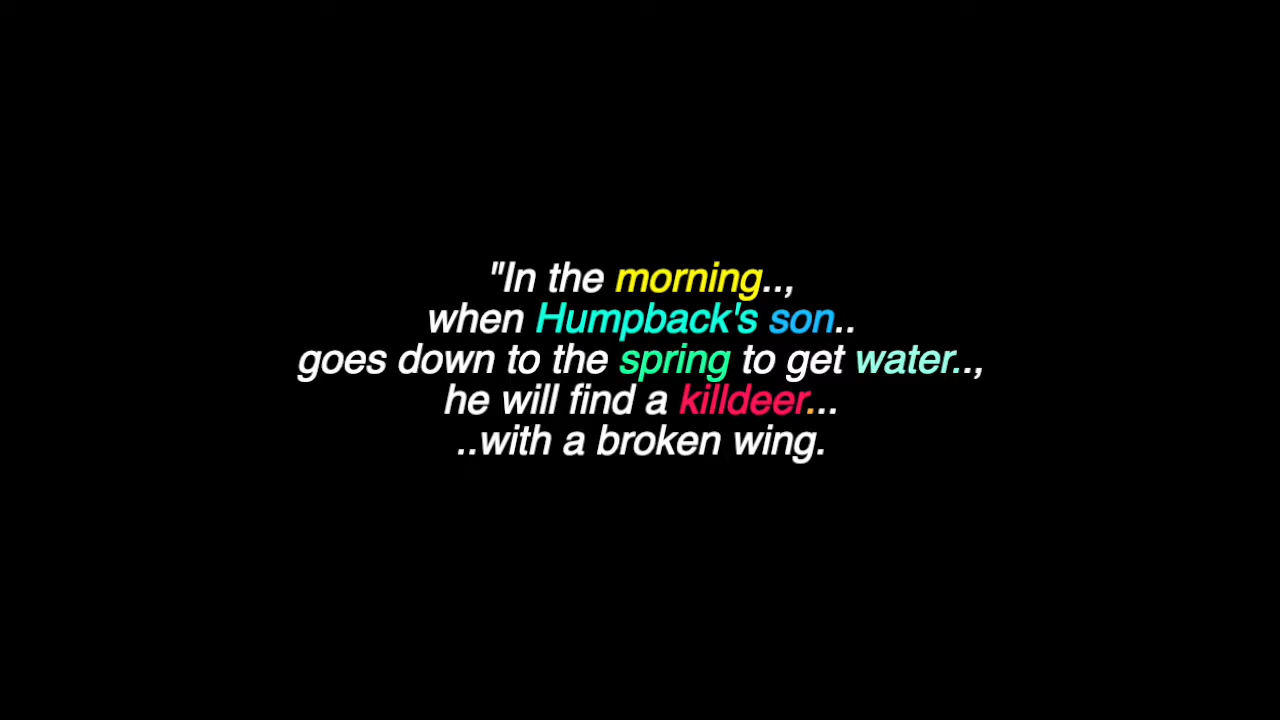 "In the morning..,
when Humpback's son..
goes down to the spring to get water..,
he will find a killdeer...
..with a broken wing.